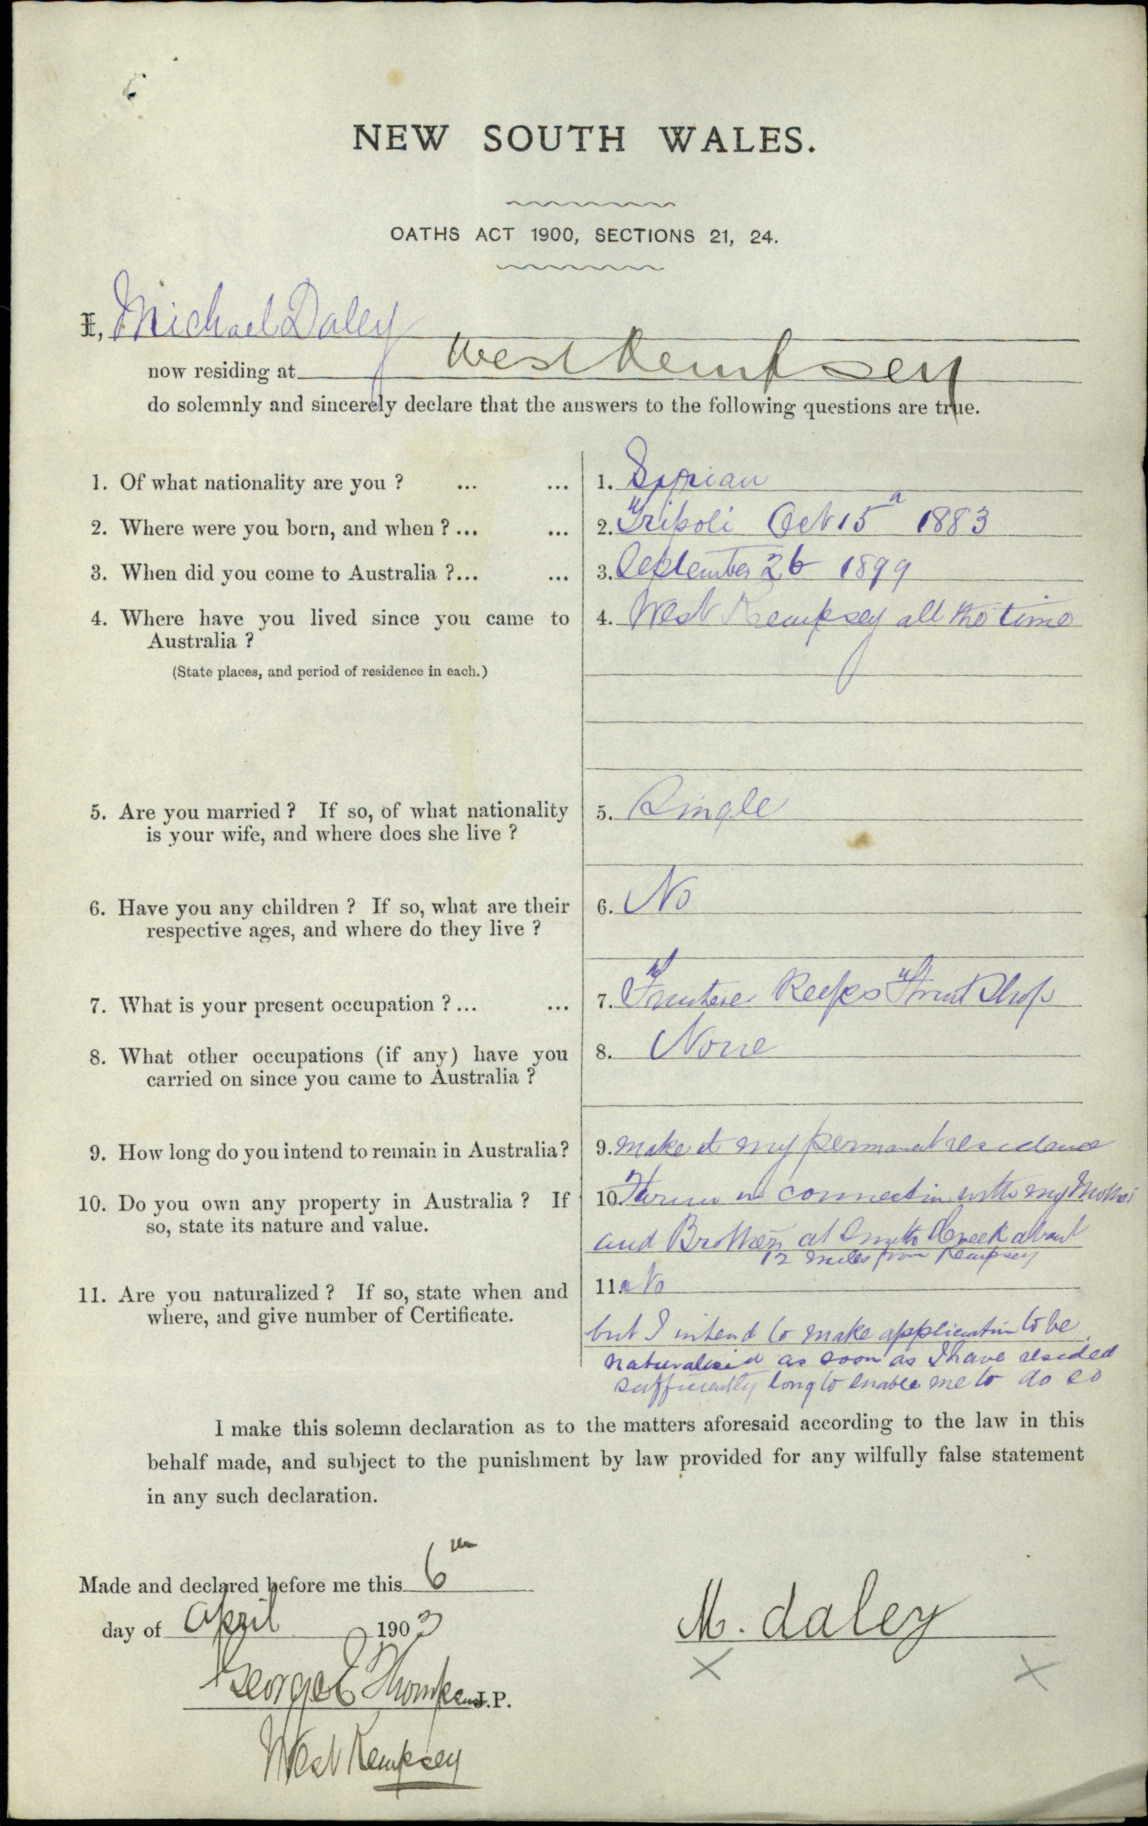 NEW SOUTH WALES.
OATHS ACT 1900, SECTIONS 21, 24.
I, Michael Daley
now residing at West Kempsey
do solemnly and sincerely declare that the answers to the following questions are true.
1. Of what nationality are you ? ... ... 1. Syrian
2. Where were you born, and when ? ... ... 2. Tripoli Oct 15 1883
3. When did you come to Australia ?... ... 3. September 26 1899
4. Where have you lived since you came to 4. West Kempsey all the time
Australia ?
(State places, and period of residence in each.)
5. Are you married ? If so, of what nationality 5. Single
is your wife, and where does she live ?
6. Have you any children ? If so, what are their 6. No
respective ages, and where do they live ?
7. What is your present occupation ? ... ... 7. Keeps Fruit Shop
8. What other occupations (if any) have you 8. None
carried on since you came to Australia ?
9. How long do you intend to remain in Australia? 9. make it my permanent residence
10. Do you own any property in Australia ? If 10. in connection with my Mother
so, state its nature and value. and Brothers at Smiths Creek about
12 miles from Kempsey
11. Are you naturalized ? If so, state when and 11. No
where, and give number of Certificate.
but I intend to make application to be
naturalised as soon as I have resided
sufficiently long to enable me to do so
I make this solemn declaration as to the matters aforesaid according to the law in this
behalf made, and subject to the punishment by law provided for any wilfully false statement
in any such declaration.
Made and declared before me this 6th
day of April 1903
M. daley
X X
George E Thompson J.P.
West Kempsey